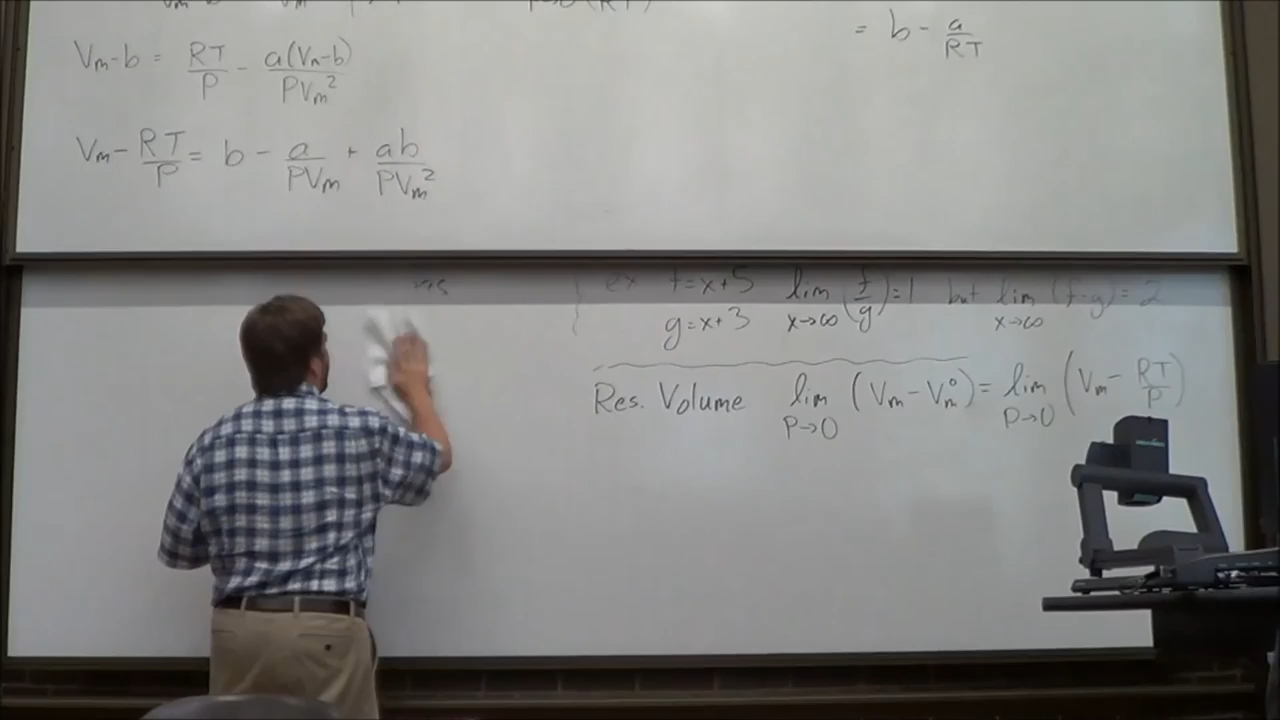 = b - a/RT
Vm-b = RT/P - a(Vm-b)/PVm²
Vm - RT/P = b - a/PVm + ab/PVm²
ex f=x+5 lim x→∞ (f/g)=1 but lim x→∞ (f-g)=2
g=x+3
Res. Volume lim P→0 (Vm-Vm°)= lim P→0 (Vm - RT/P)